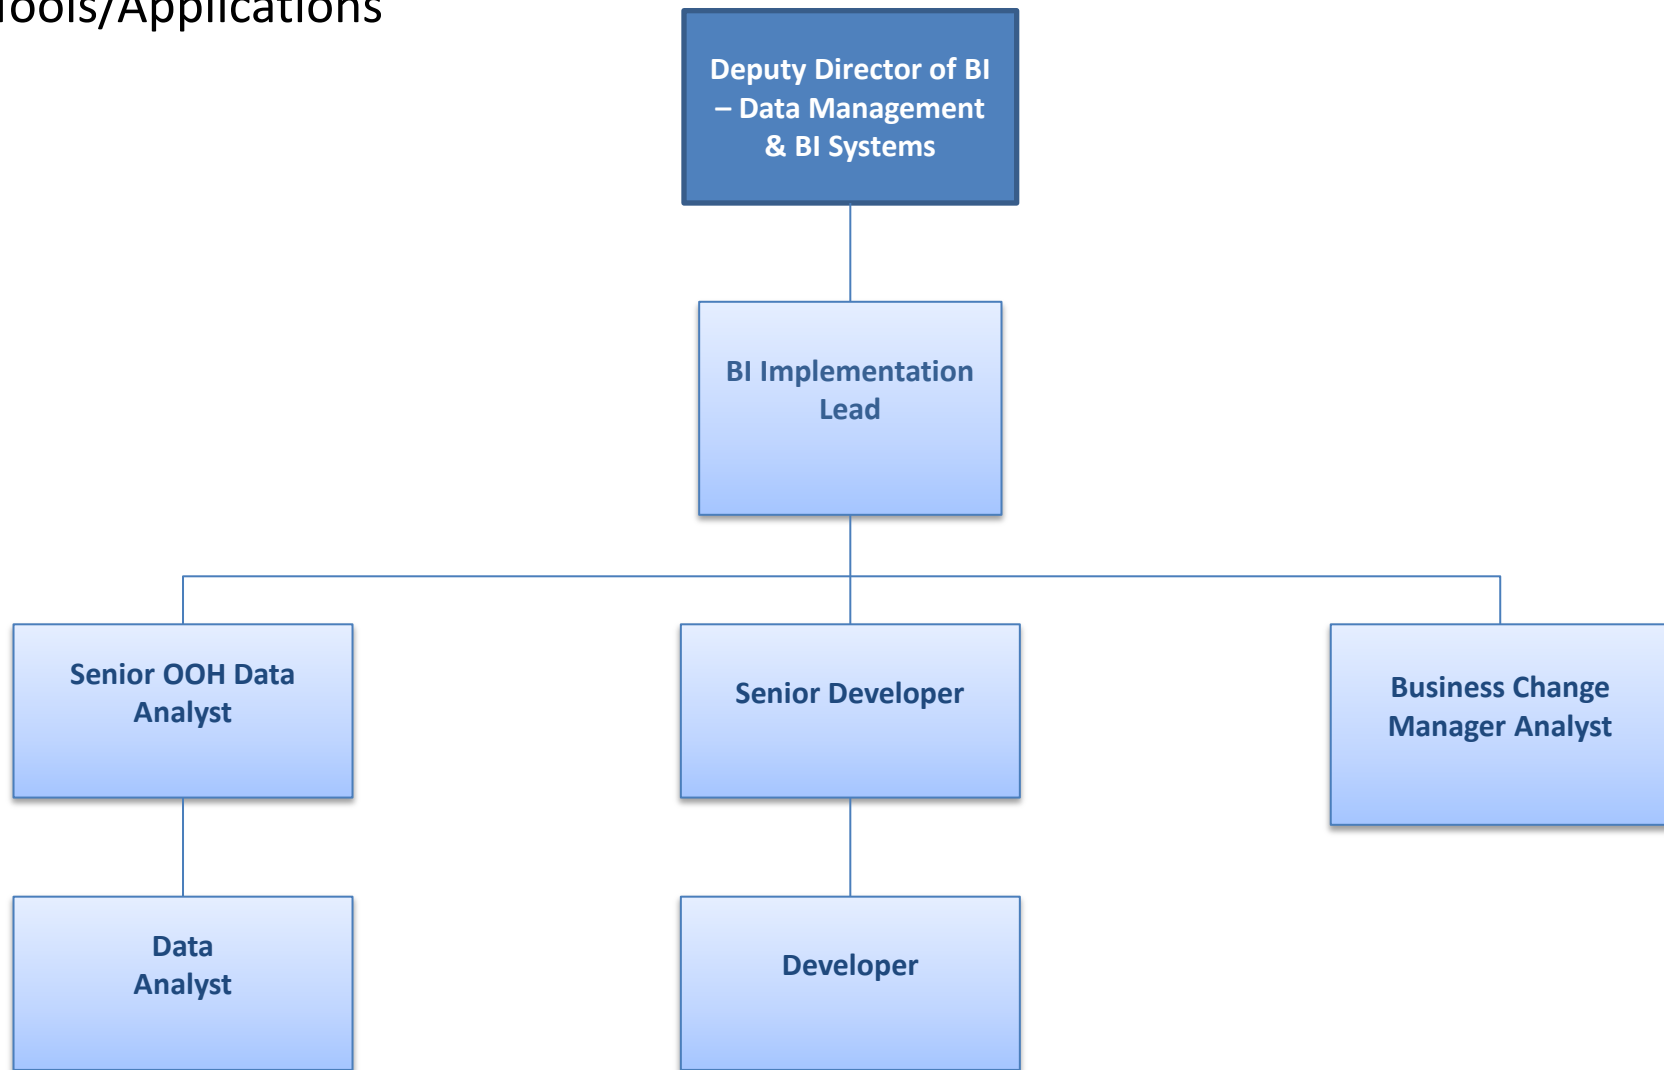 Tools/Applications
Deputy Director of BI
– Data Management
& BI Systems
BI Implementation
Lead
Senior OOH Data
Analyst
Senior Developer
Business Change
Manager Analyst
Data
Analyst
Developer